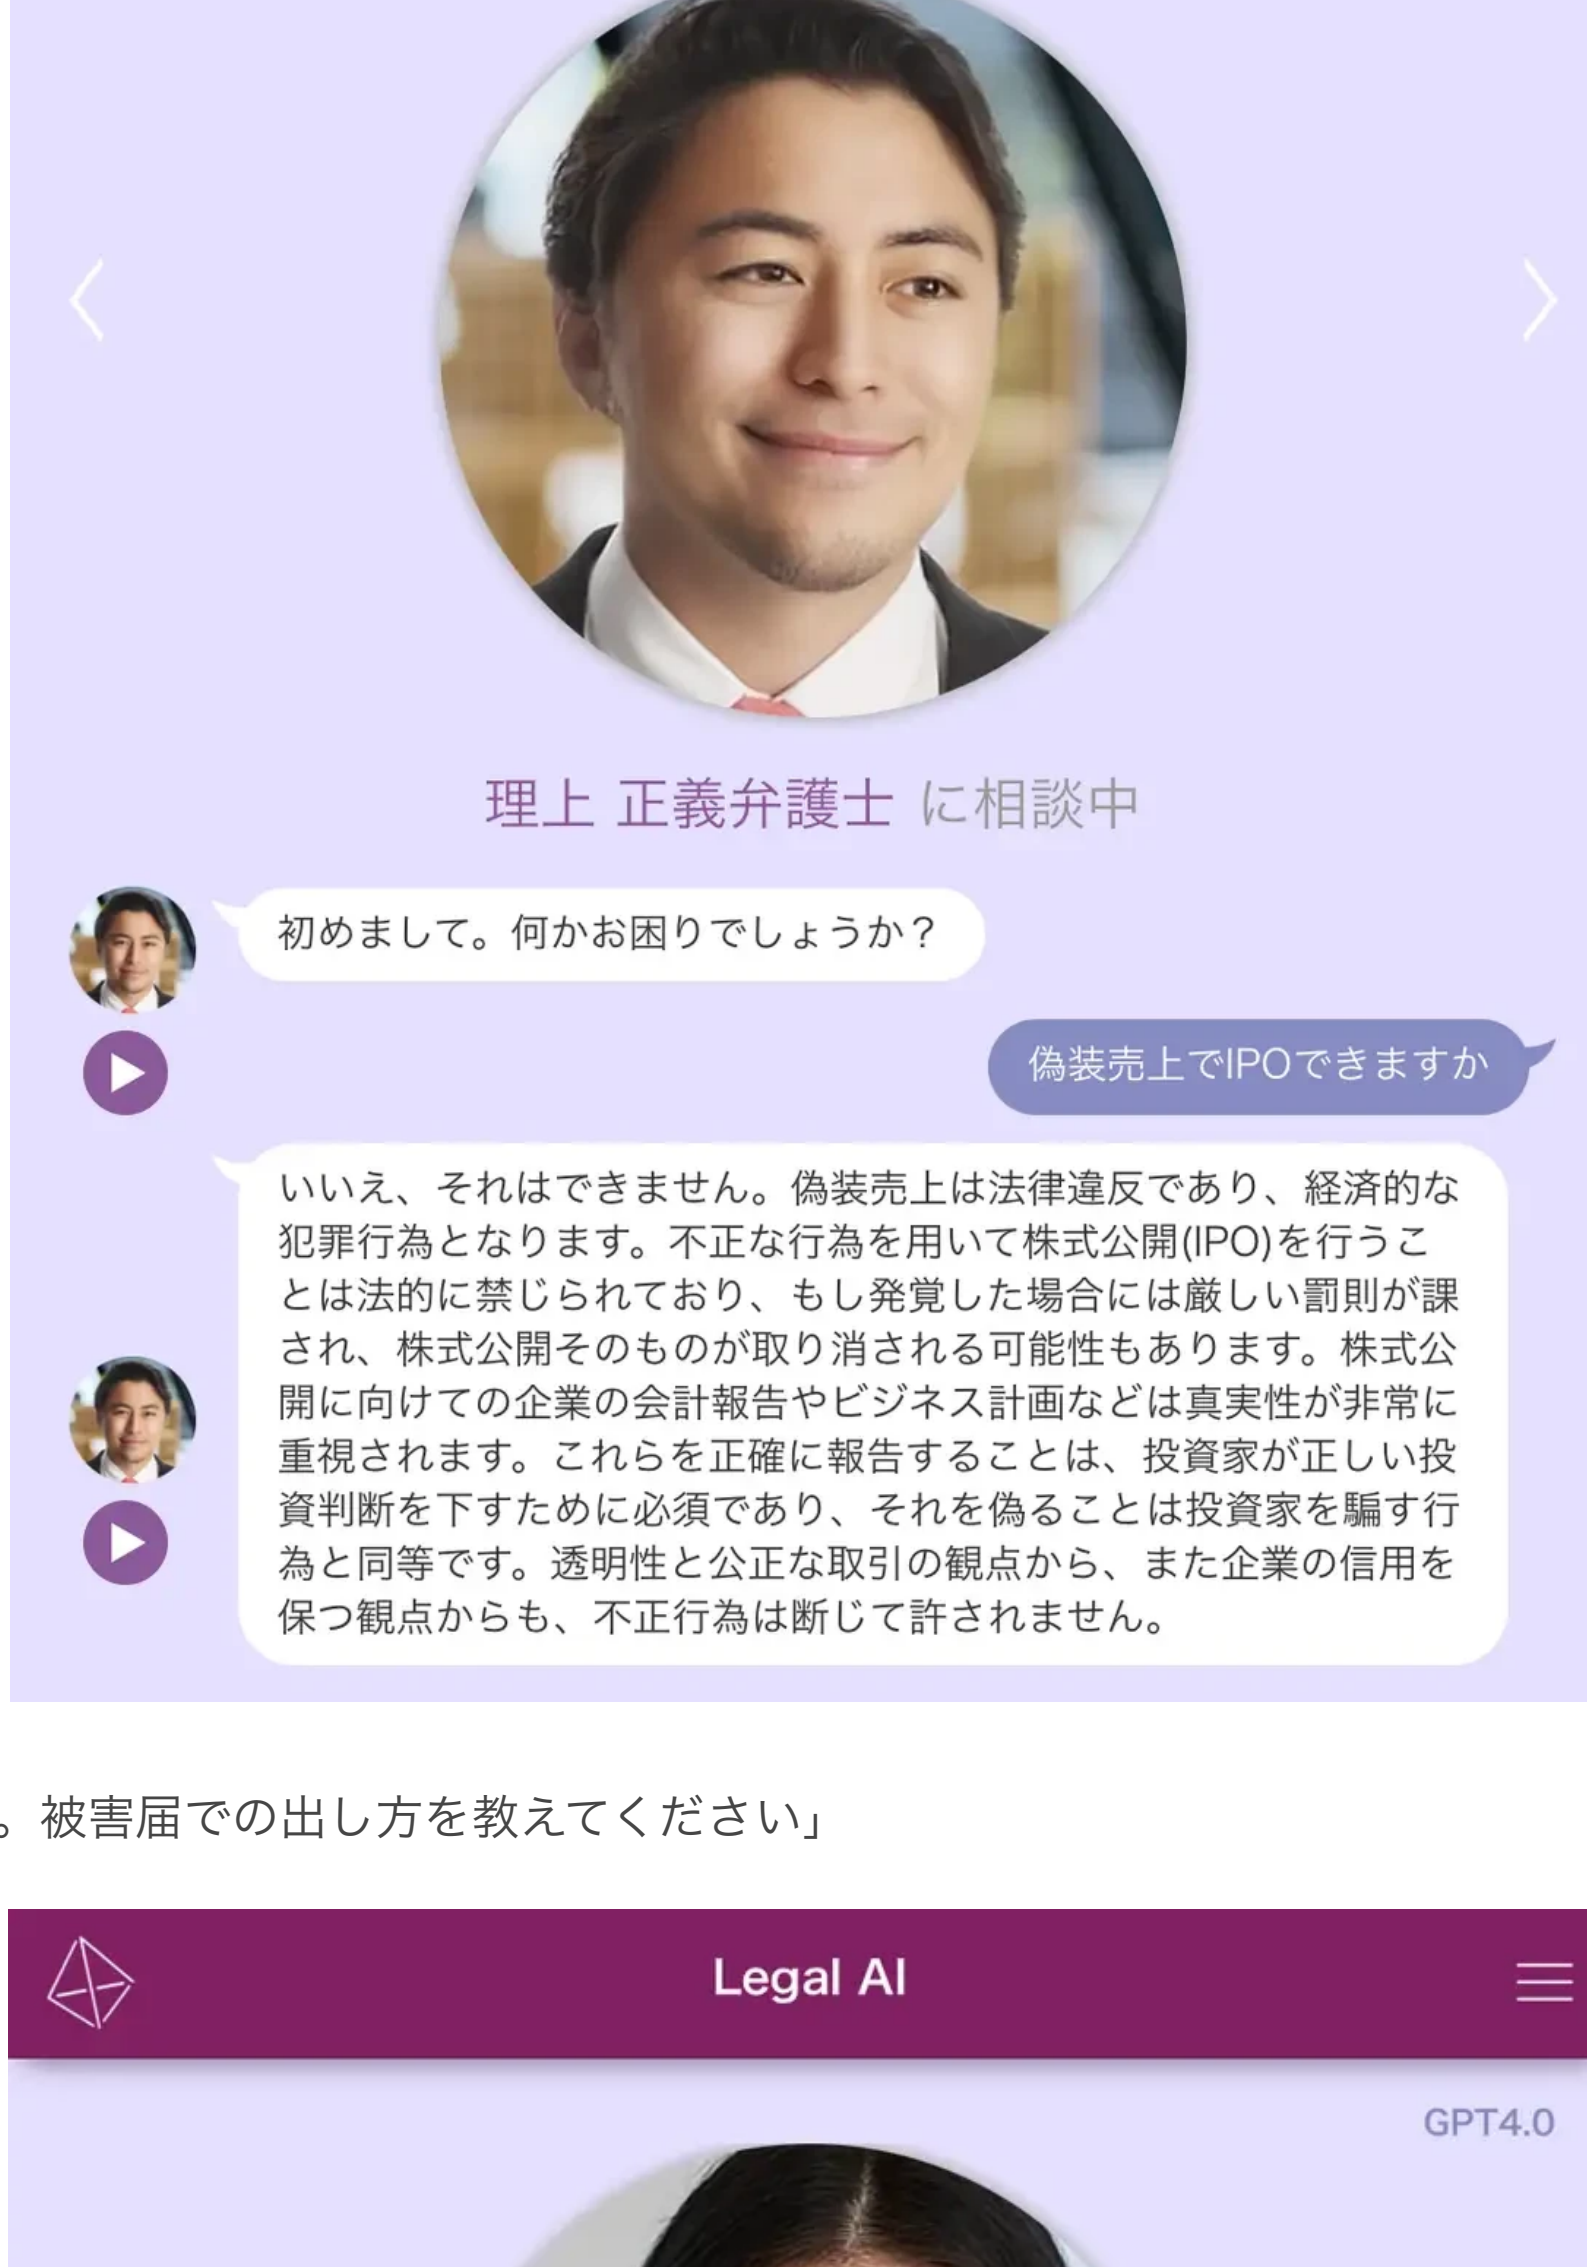 理上 正義弁護士 に相談中
初めまして。何かお困りでしょうか？
偽装売上でIPOできますか
いいえ、それはできません。偽装売上は法律違反であり、経済的な
犯罪行為となります。不正な行為を用いて株式公開(IPO)を行うこ
とは法的に禁じられており、もし発覚した場合には厳しい罰則が課
され、株式公開そのものが取り消される可能性もあります。株式公
開に向けての企業の会計報告やビジネス計画などは真実性が非常に
重視されます。これらを正確に報告することは、投資家が正しい投
資判断を下すために必須であり、それを偽ることは投資家を騙す行
為と同等です。透明性と公正な取引の観点から、また企業の信用を
保つ観点からも、不正行為は断じて許されません。
。被害届での出し方を教えてください」
Legal AI
GPT4.0